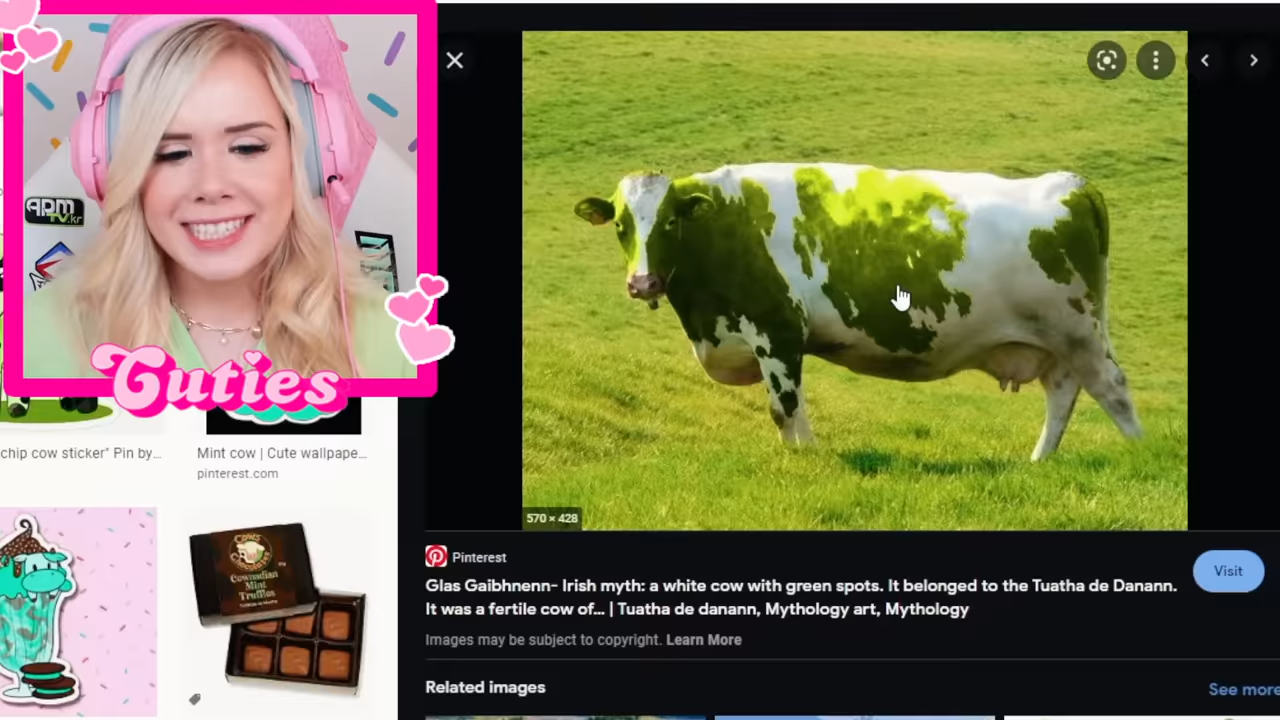 apm
TV.kr
Cuties
chip cow sticker" Pin by...
Mint cow | Cute wallpape...
pinterest.com
COWS
Cownadian
Mint
Truffles
570 × 428
Pinterest
Visit
Glas Gaibhnenn- Irish myth: a white cow with green spots. It belonged to the Tuatha de Danann.
It was a fertile cow of... | Tuatha de danann, Mythology art, Mythology
Images may be subject to copyright. Learn More
Related images
See more